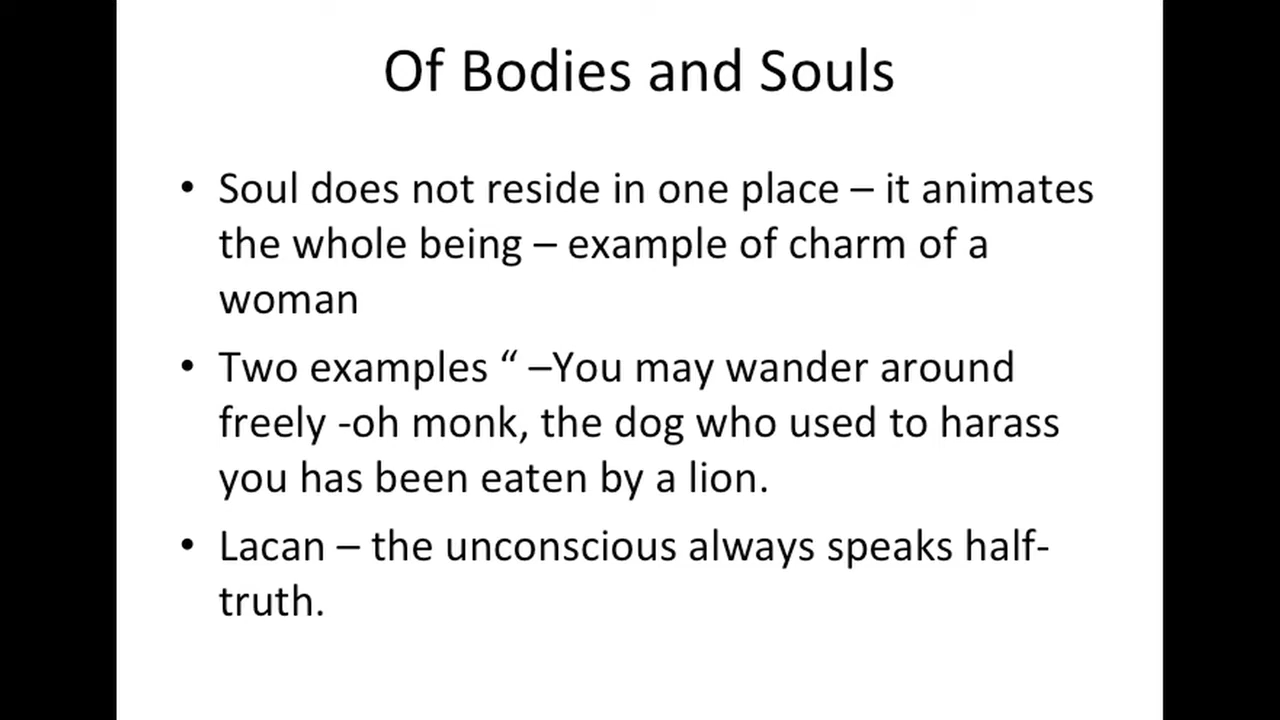 Of Bodies and Souls
• Soul does not reside in one place – it animates
the whole being – example of charm of a
woman
• Two examples “ –You may wander around
freely -oh monk, the dog who used to harass
you has been eaten by a lion.
• Lacan – the unconscious always speaks half-
truth.